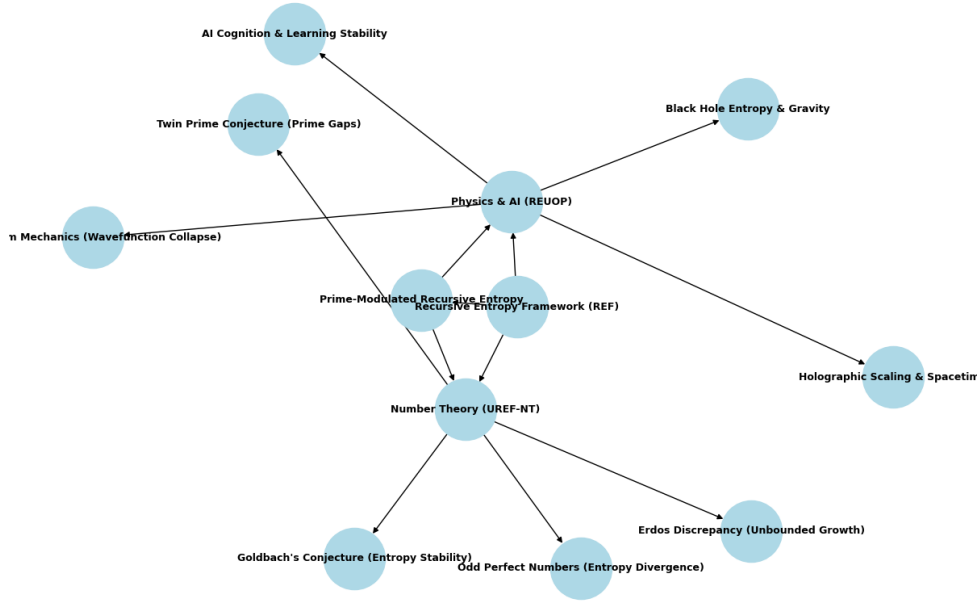 AI Cognition & Learning Stability
Black Hole Entropy & Gravity
Twin Prime Conjecture (Prime Gaps)
Physics & AI (REUOP)
Mechanics (Wavefunction Collapse)
Prime-Modulated Recursive Entropy
Recursive Entropy Framework (REF)
Holographic Scaling & Spacetim
Number Theory (UREF-NT)
Erdos Discrepancy (Unbounded Growth)
Goldbach's Conjecture (Entropy Stability)
Odd Perfect Numbers (Entropy Divergence)